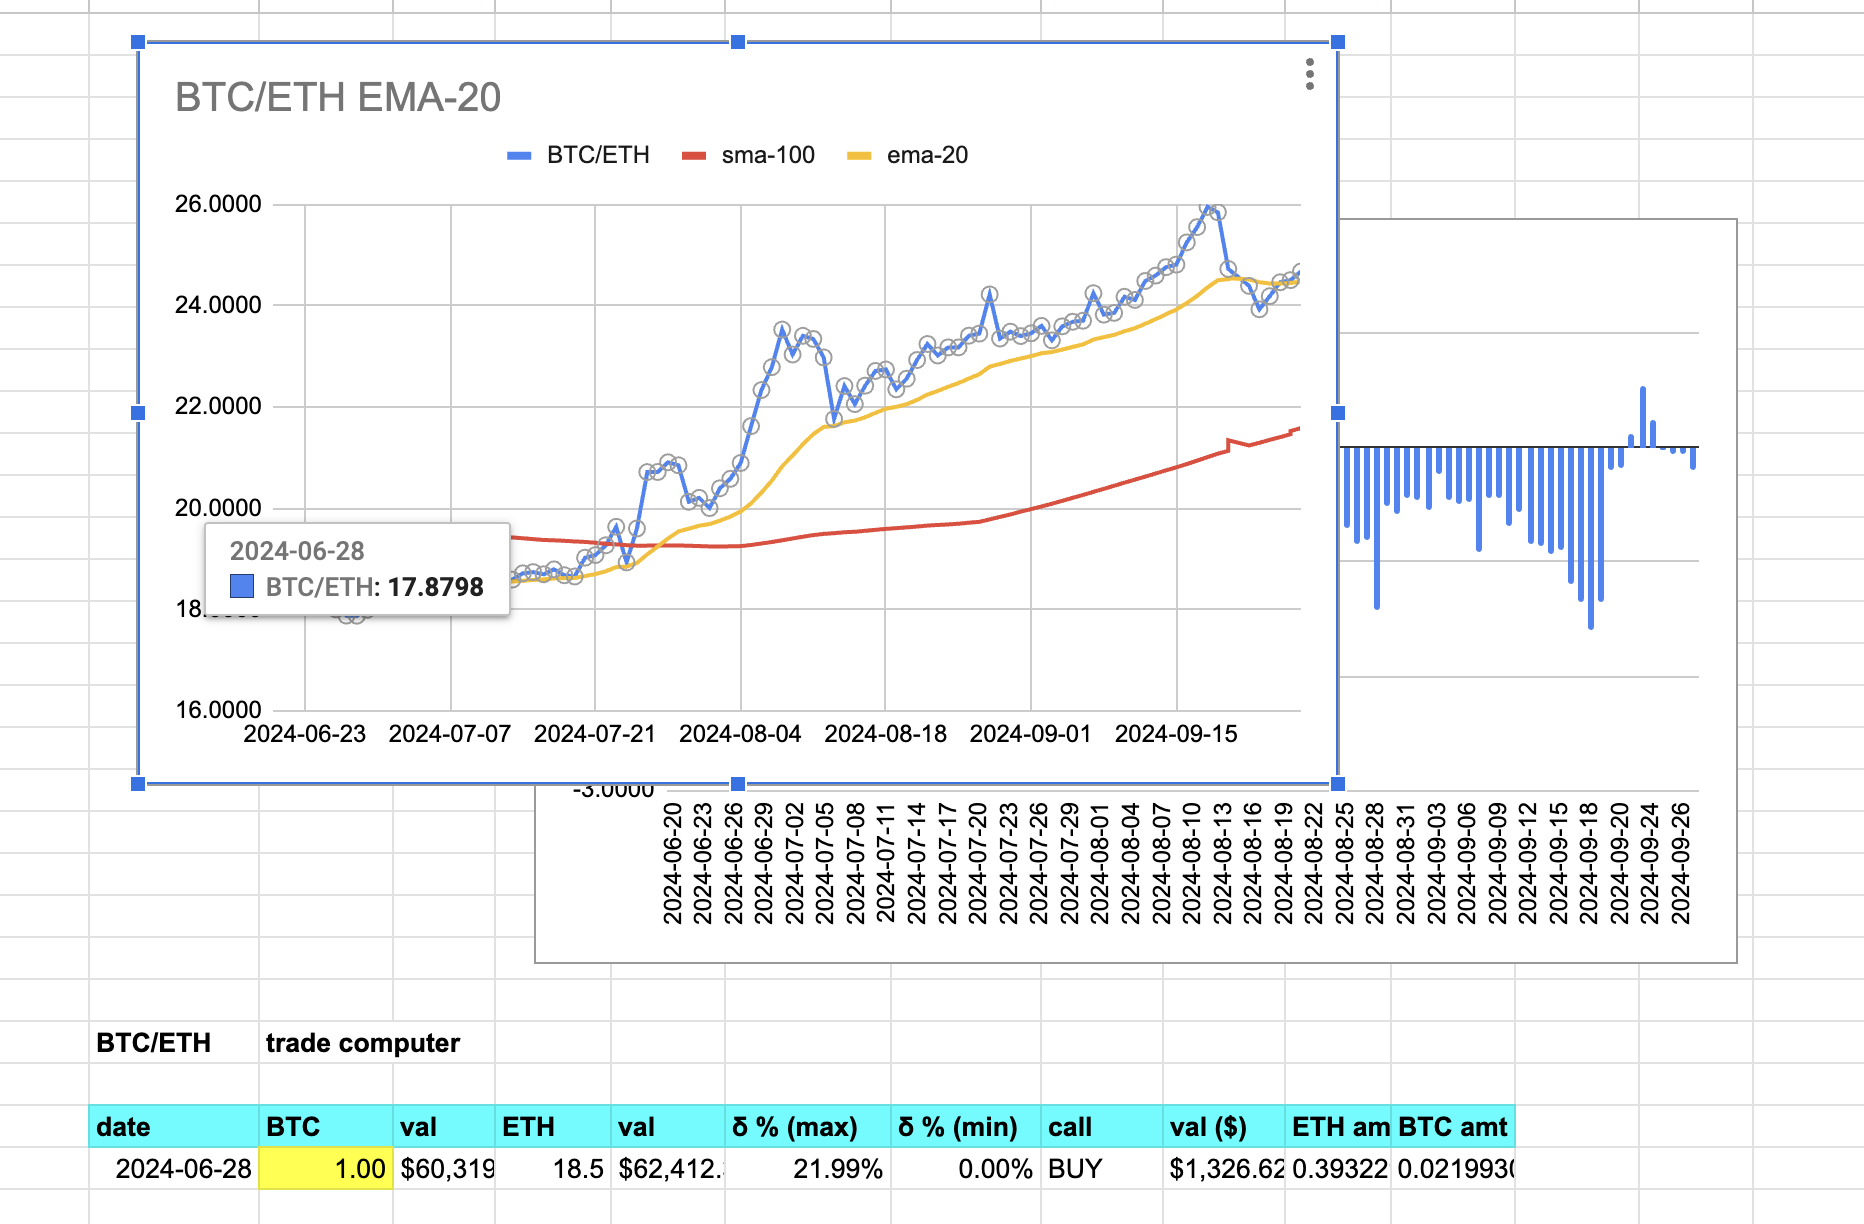 BTC/ETH EMA-20
BTC/ETH sma-100 ema-20
26.0000
24.0000
22.0000
20.0000
2024-06-28
BTC/ETH: 17.8798
18.0000
16.0000
2024-06-23 2024-07-07 2024-07-21 2024-08-04 2024-08-18 2024-09-01 2024-09-15
-3.0000
2024-06-20 2024-06-23 2024-06-26 2024-06-29 2024-07-02 2024-07-05 2024-07-08 2024-07-11 2024-07-14 2024-07-17 2024-07-20 2024-07-23 2024-07-26 2024-07-29 2024-08-01 2024-08-04 2024-08-07 2024-08-10 2024-08-13 2024-08-16 2024-08-19 2024-08-22 2024-08-25 2024-08-28 2024-08-31 2024-09-03 2024-09-06 2024-09-09 2024-09-12 2024-09-15 2024-09-18 2024-09-20 2024-09-24 2024-09-26
BTC/ETH trade computer
date BTC val ETH val δ % (max) δ % (min) call val ($) ETH am BTC amt
2024-06-28 1.00 $60,319 18.5 $62,412. 21.99% 0.00% BUY $1,326.62 0.39322 0.0219930